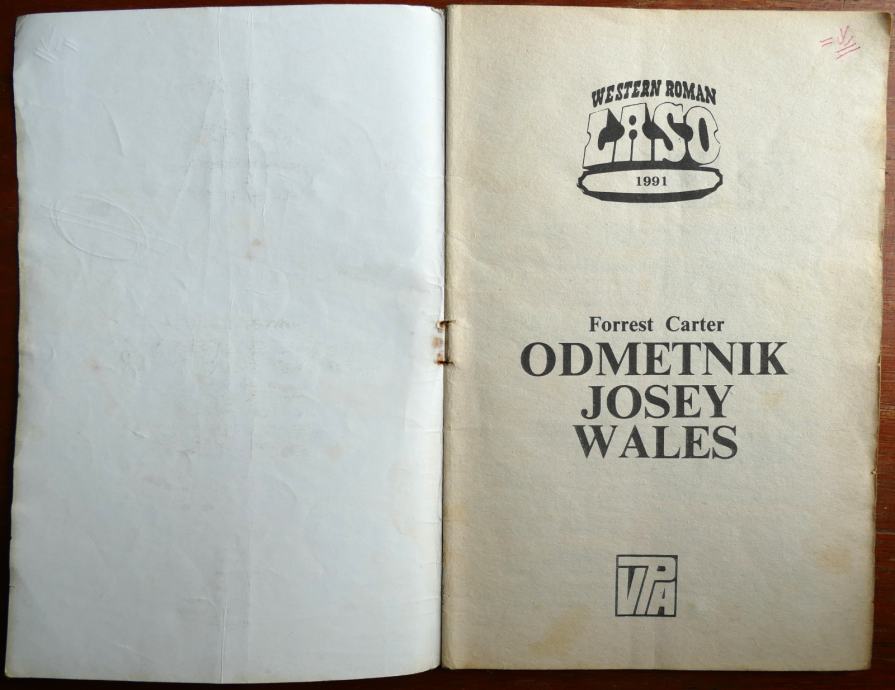 WESTERN ROMAN
LASO
1991
Forrest Carter
ODMETNIK
JOSEY
WALES
VPA